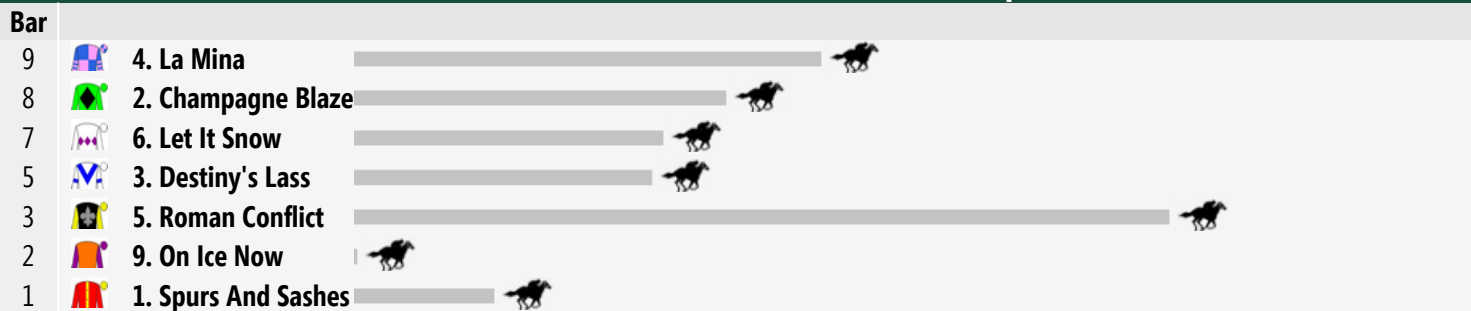 Bar
9 4. La Mina
8 2. Champagne Blaze
7 6. Let It Snow
5 3. Destiny's Lass
3 5. Roman Conflict
2 9. On Ice Now
1 1. Spurs And Sashes